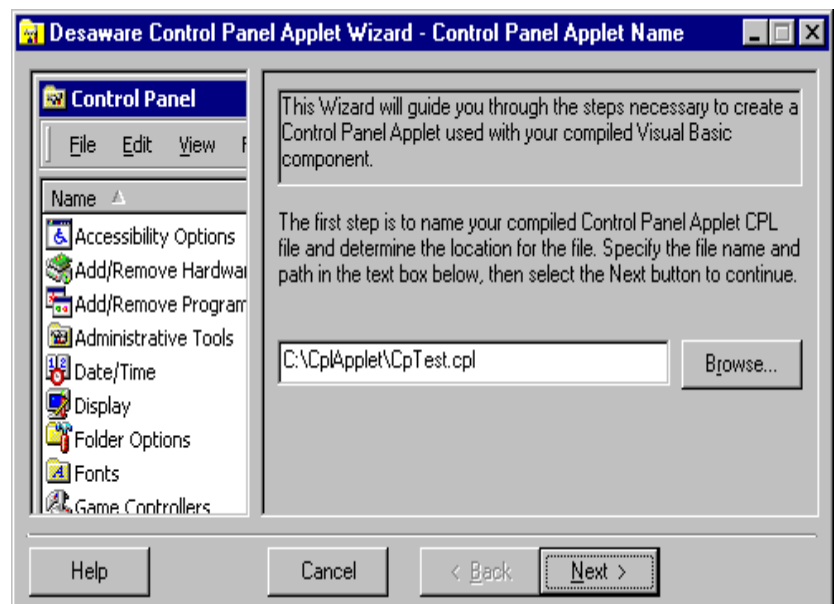 Desaware Control Panel Applet Wizard - Control Panel Applet Name
Control Panel
File Edit View F
Name
Accessibility Options
Add/Remove Hardwar
Add/Remove Program
Administrative Tools
Date/Time
Display
Folder Options
Fonts
Game Controllers
This Wizard will guide you through the steps necessary to create a
Control Panel Applet used with your compiled Visual Basic
component.
The first step is to name your compiled Control Panel Applet CPL
file and determine the location for the file. Specify the file name and
path in the text box below, then select the Next button to continue.
C:\CplApplet\CpTest.cpl
Browse...
Help
Cancel
< Back
Next >